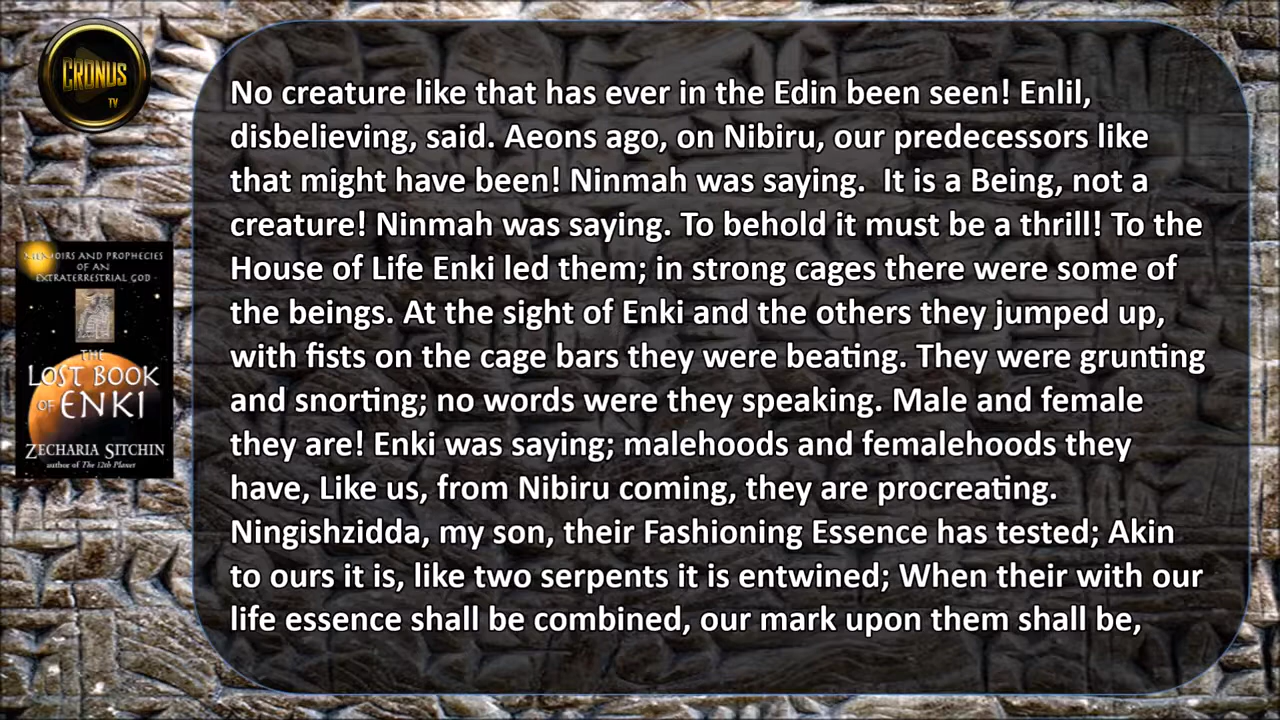 CRONUS
TV
No creature like that has ever in the Edin been seen! Enlil,
disbelieving, said. Aeons ago, on Nibiru, our predecessors like
that might have been! Ninmah was saying.  It is a Being, not a
creature! Ninmah was saying. To behold it must be a thrill! To the
House of Life Enki led them; in strong cages there were some of
the beings. At the sight of Enki and the others they jumped up,
with fists on the cage bars they were beating. They were grunting
and snorting; no words were they speaking. Male and female
they are! Enki was saying; malehoods and femalehoods they
have, Like us, from Nibiru coming, they are procreating.
Ningishzidda, my son, their Fashioning Essence has tested; Akin
to ours it is, like two serpents it is entwined; When their with our
life essence shall be combined, our mark upon them shall be,
MEMOIRS AND PROPHECIES
OF AN
EXTRATERRESTRIAL GOD
THE
LOST BOOK
OF ENKI
ZECHARIA SITCHIN
author of The 12th Planet